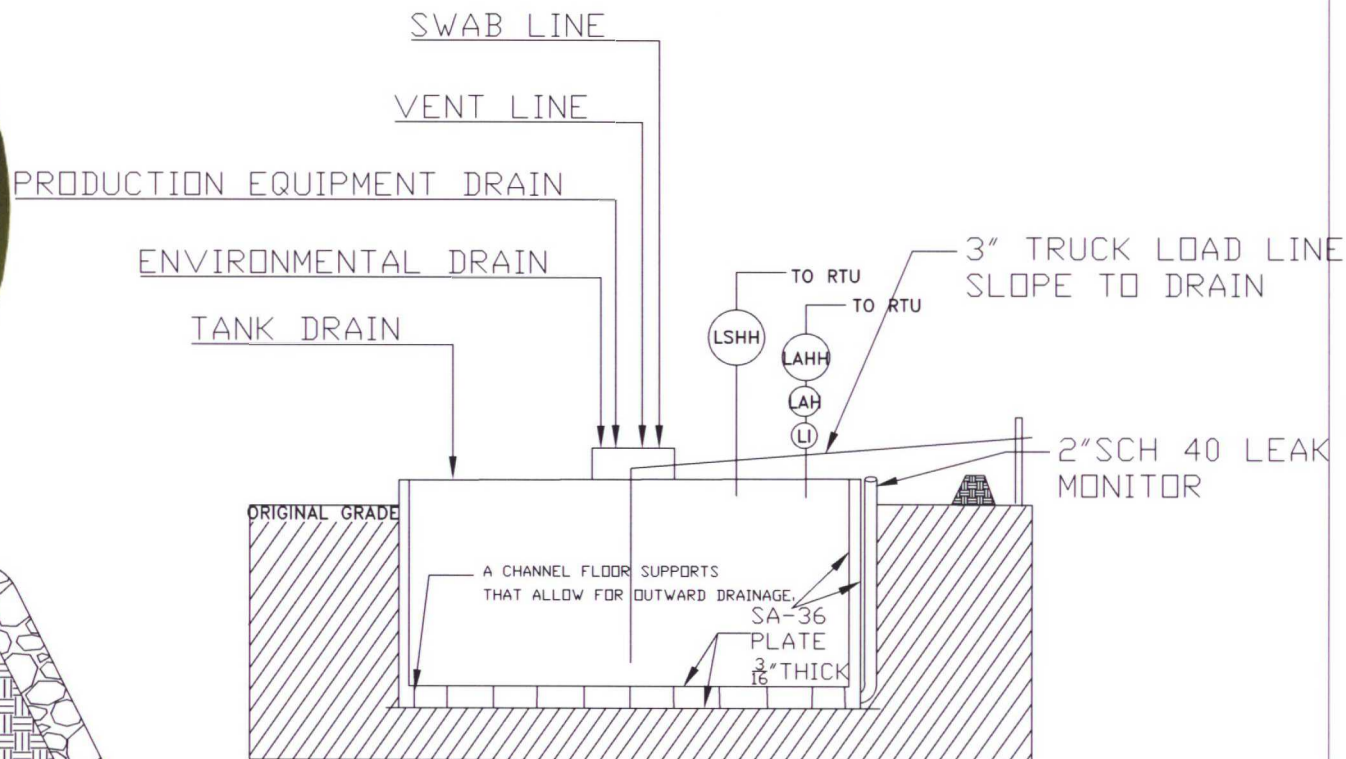 SWAB LINE
VENT LINE
PRODUCTION EQUIPMENT DRAIN
ENVIRONMENTAL DRAIN
TANK DRAIN
TO RTU
TO RTU
LSHH
LAHH
LAH
LI
3" TRUCK LOAD LINE
SLOPE TO DRAIN
2"SCH 40 LEAK
MONITOR
ORIGINAL GRADE
A CHANNEL FLOOR SUPPORTS
THAT ALLOW FOR OUTWARD DRAINAGE.
SA-36
PLATE
3/16"THICK